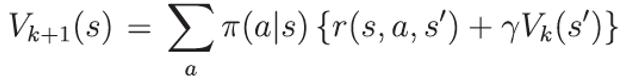 V_{k+1}(s) = \sum_{a} \pi(a|s) \{r(s, a, s') + \gamma V_k(s')\}